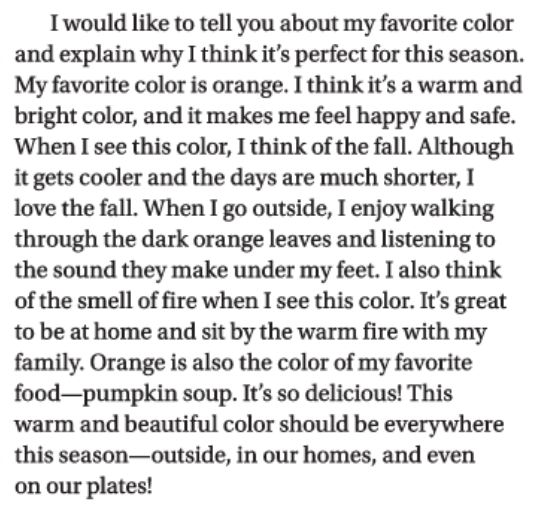 I would like to tell you about my favorite color
and explain why I think it's perfect for this season.
My favorite color is orange. I think it's a warm and
bright color, and it makes me feel happy and safe.
When I see this color, I think of the fall. Although
it gets cooler and the days are much shorter, I
love the fall. When I go outside, I enjoy walking
through the dark orange leaves and listening to
the sound they make under my feet. I also think
of the smell of fire when I see this color. It's great
to be at home and sit by the warm fire with my
family. Orange is also the color of my favorite
food—pumpkin soup. It's so delicious! This
warm and beautiful color should be everywhere
this season—outside, in our homes, and even
on our plates!